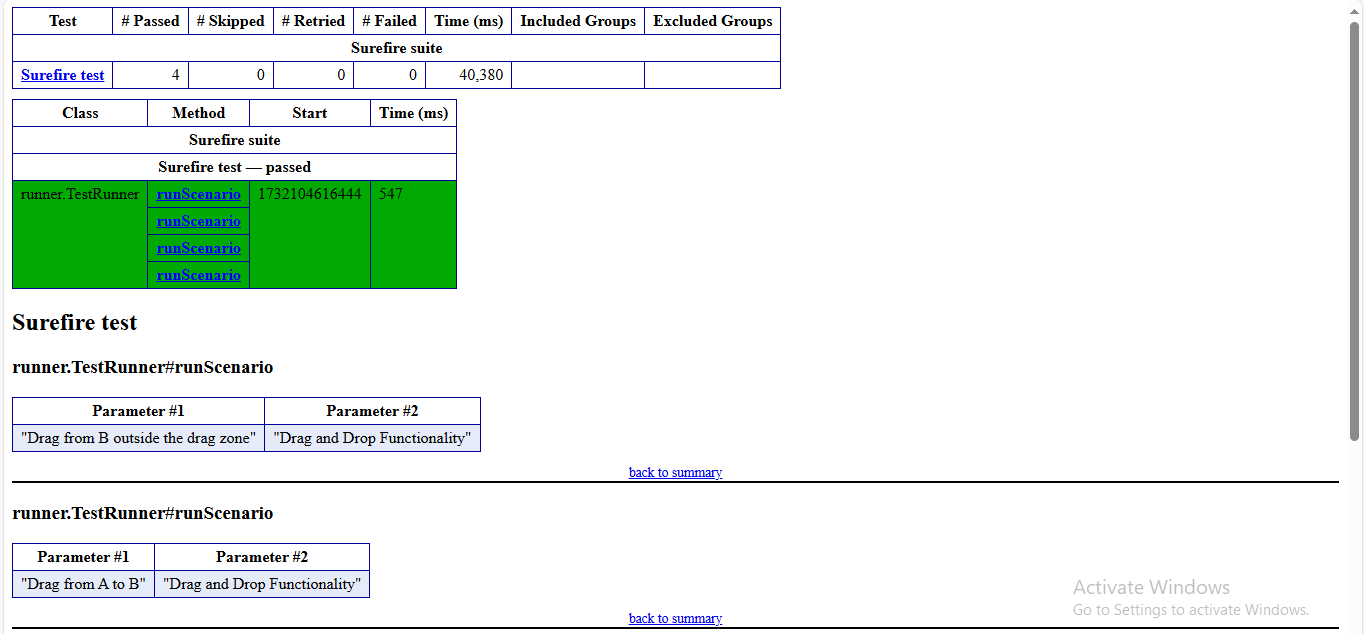 Test # Passed # Skipped # Retried # Failed Time (ms) Included Groups Excluded Groups
Surefire suite
Surefire test 4 0 0 0 40,380
Class Method Start Time (ms)
Surefire suite
Surefire test — passed
runner.TestRunner runScenario 1732104616444 547
runScenario
runScenario
runScenario
Surefire test
runner.TestRunner#runScenario
Parameter #1 Parameter #2
"Drag from B outside the drag zone" "Drag and Drop Functionality"
back to summary
runner.TestRunner#runScenario
Parameter #1 Parameter #2
"Drag from A to B" "Drag and Drop Functionality"
back to summary
Activate Windows
Go to Settings to activate Windows.